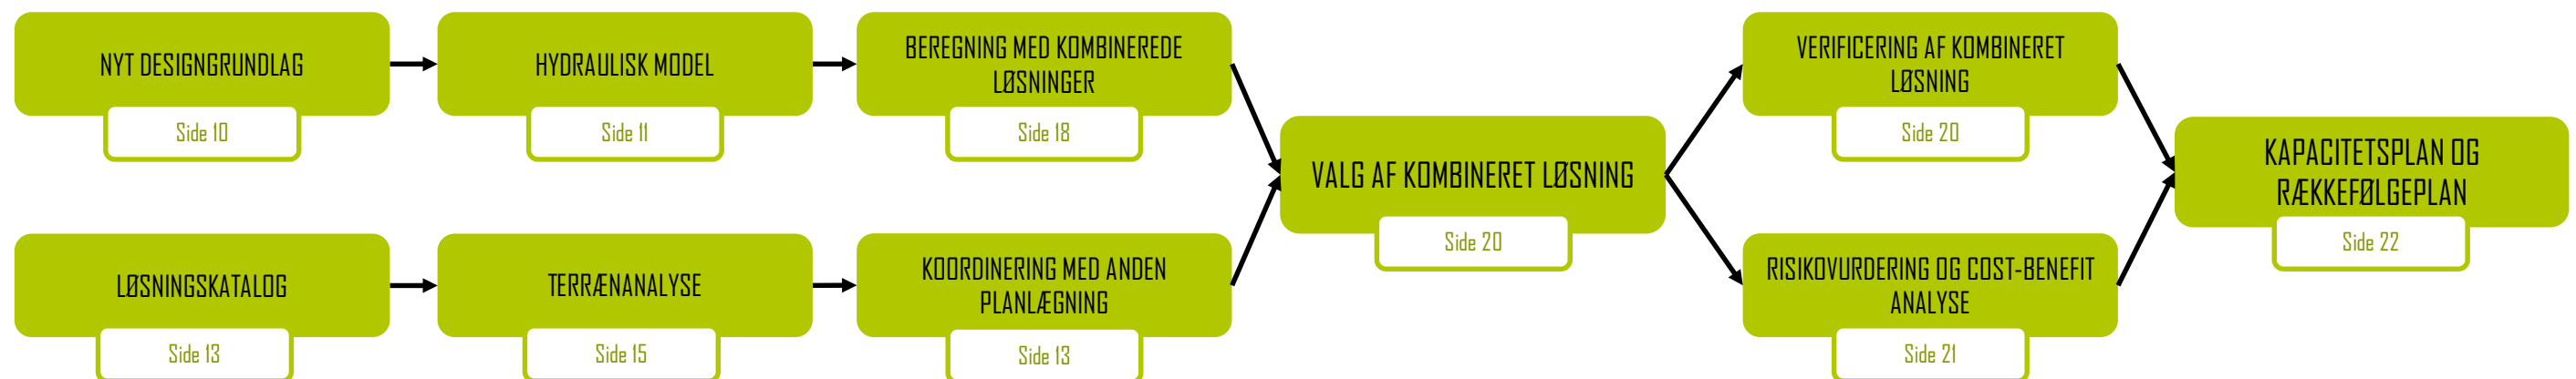 NYT DESIGNGRUNDLAG
Side 10
HYDRAULISK MODEL
Side 11
BEREGNING MED KOMBINEREDE
LØSNINGER
Side 18
LØSNINGSKATALOG
Side 13
TERRÆNANALYSE
Side 15
KOORDINERING MED ANDEN
PLANLÆGNING
Side 13
VALG AF KOMBINERET LØSNING
Side 20
VERIFICERING AF KOMBINERET
LØSNING
Side 20
RISIKOVURDERING OG COST-BENEFIT
ANALYSE
Side 21
KAPACITETSPLAN OG
RÆKKEFØLGEPLAN
Side 22